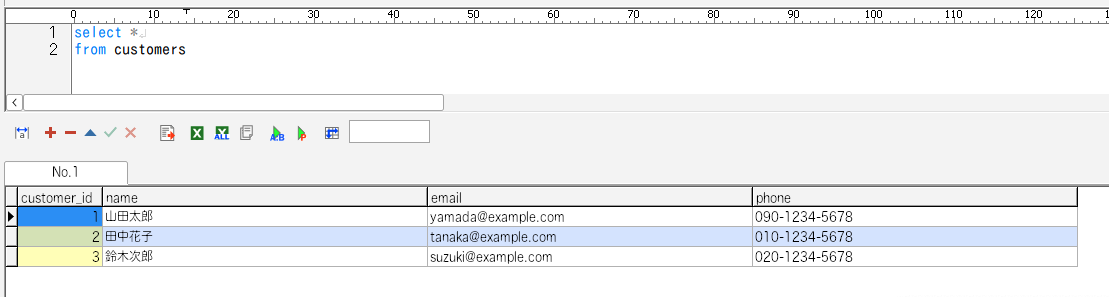 0 10 20 30 40 50 60 70 80 90 100 110 120
1 select *
2 from customers
a A:B P
ALL
No.1
customer_id name email phone
1 山田太郎 yamada@example.com 090-1234-5678
2 田中花子 tanaka@example.com 010-1234-5678
3 鈴木次郎 suzuki@example.com 020-1234-5678